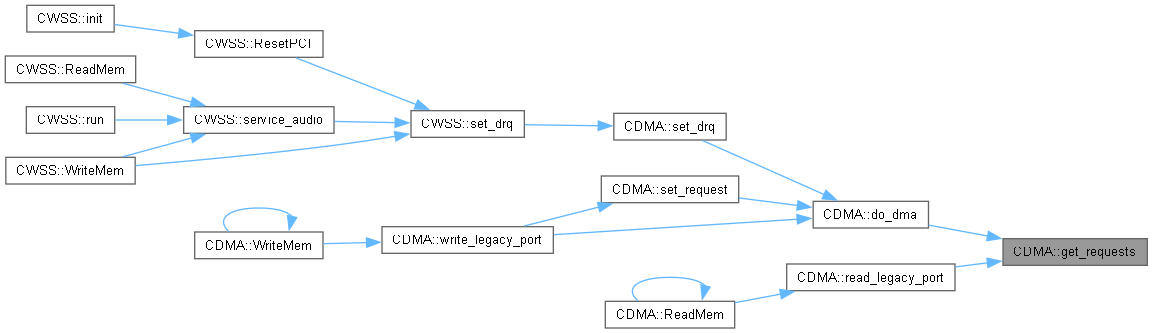 CWSS::init
CWSS::ResetPCI
CWSS::ReadMem
CWSS::run
CWSS::service_audio
CWSS::set_drq
CDMA::set_drq
CWSS::WriteMem
CDMA::set_request
CDMA::do_dma
CDMA::WriteMem
CDMA::write_legacy_port
CDMA::get_requests
CDMA::read_legacy_port
CDMA::ReadMem